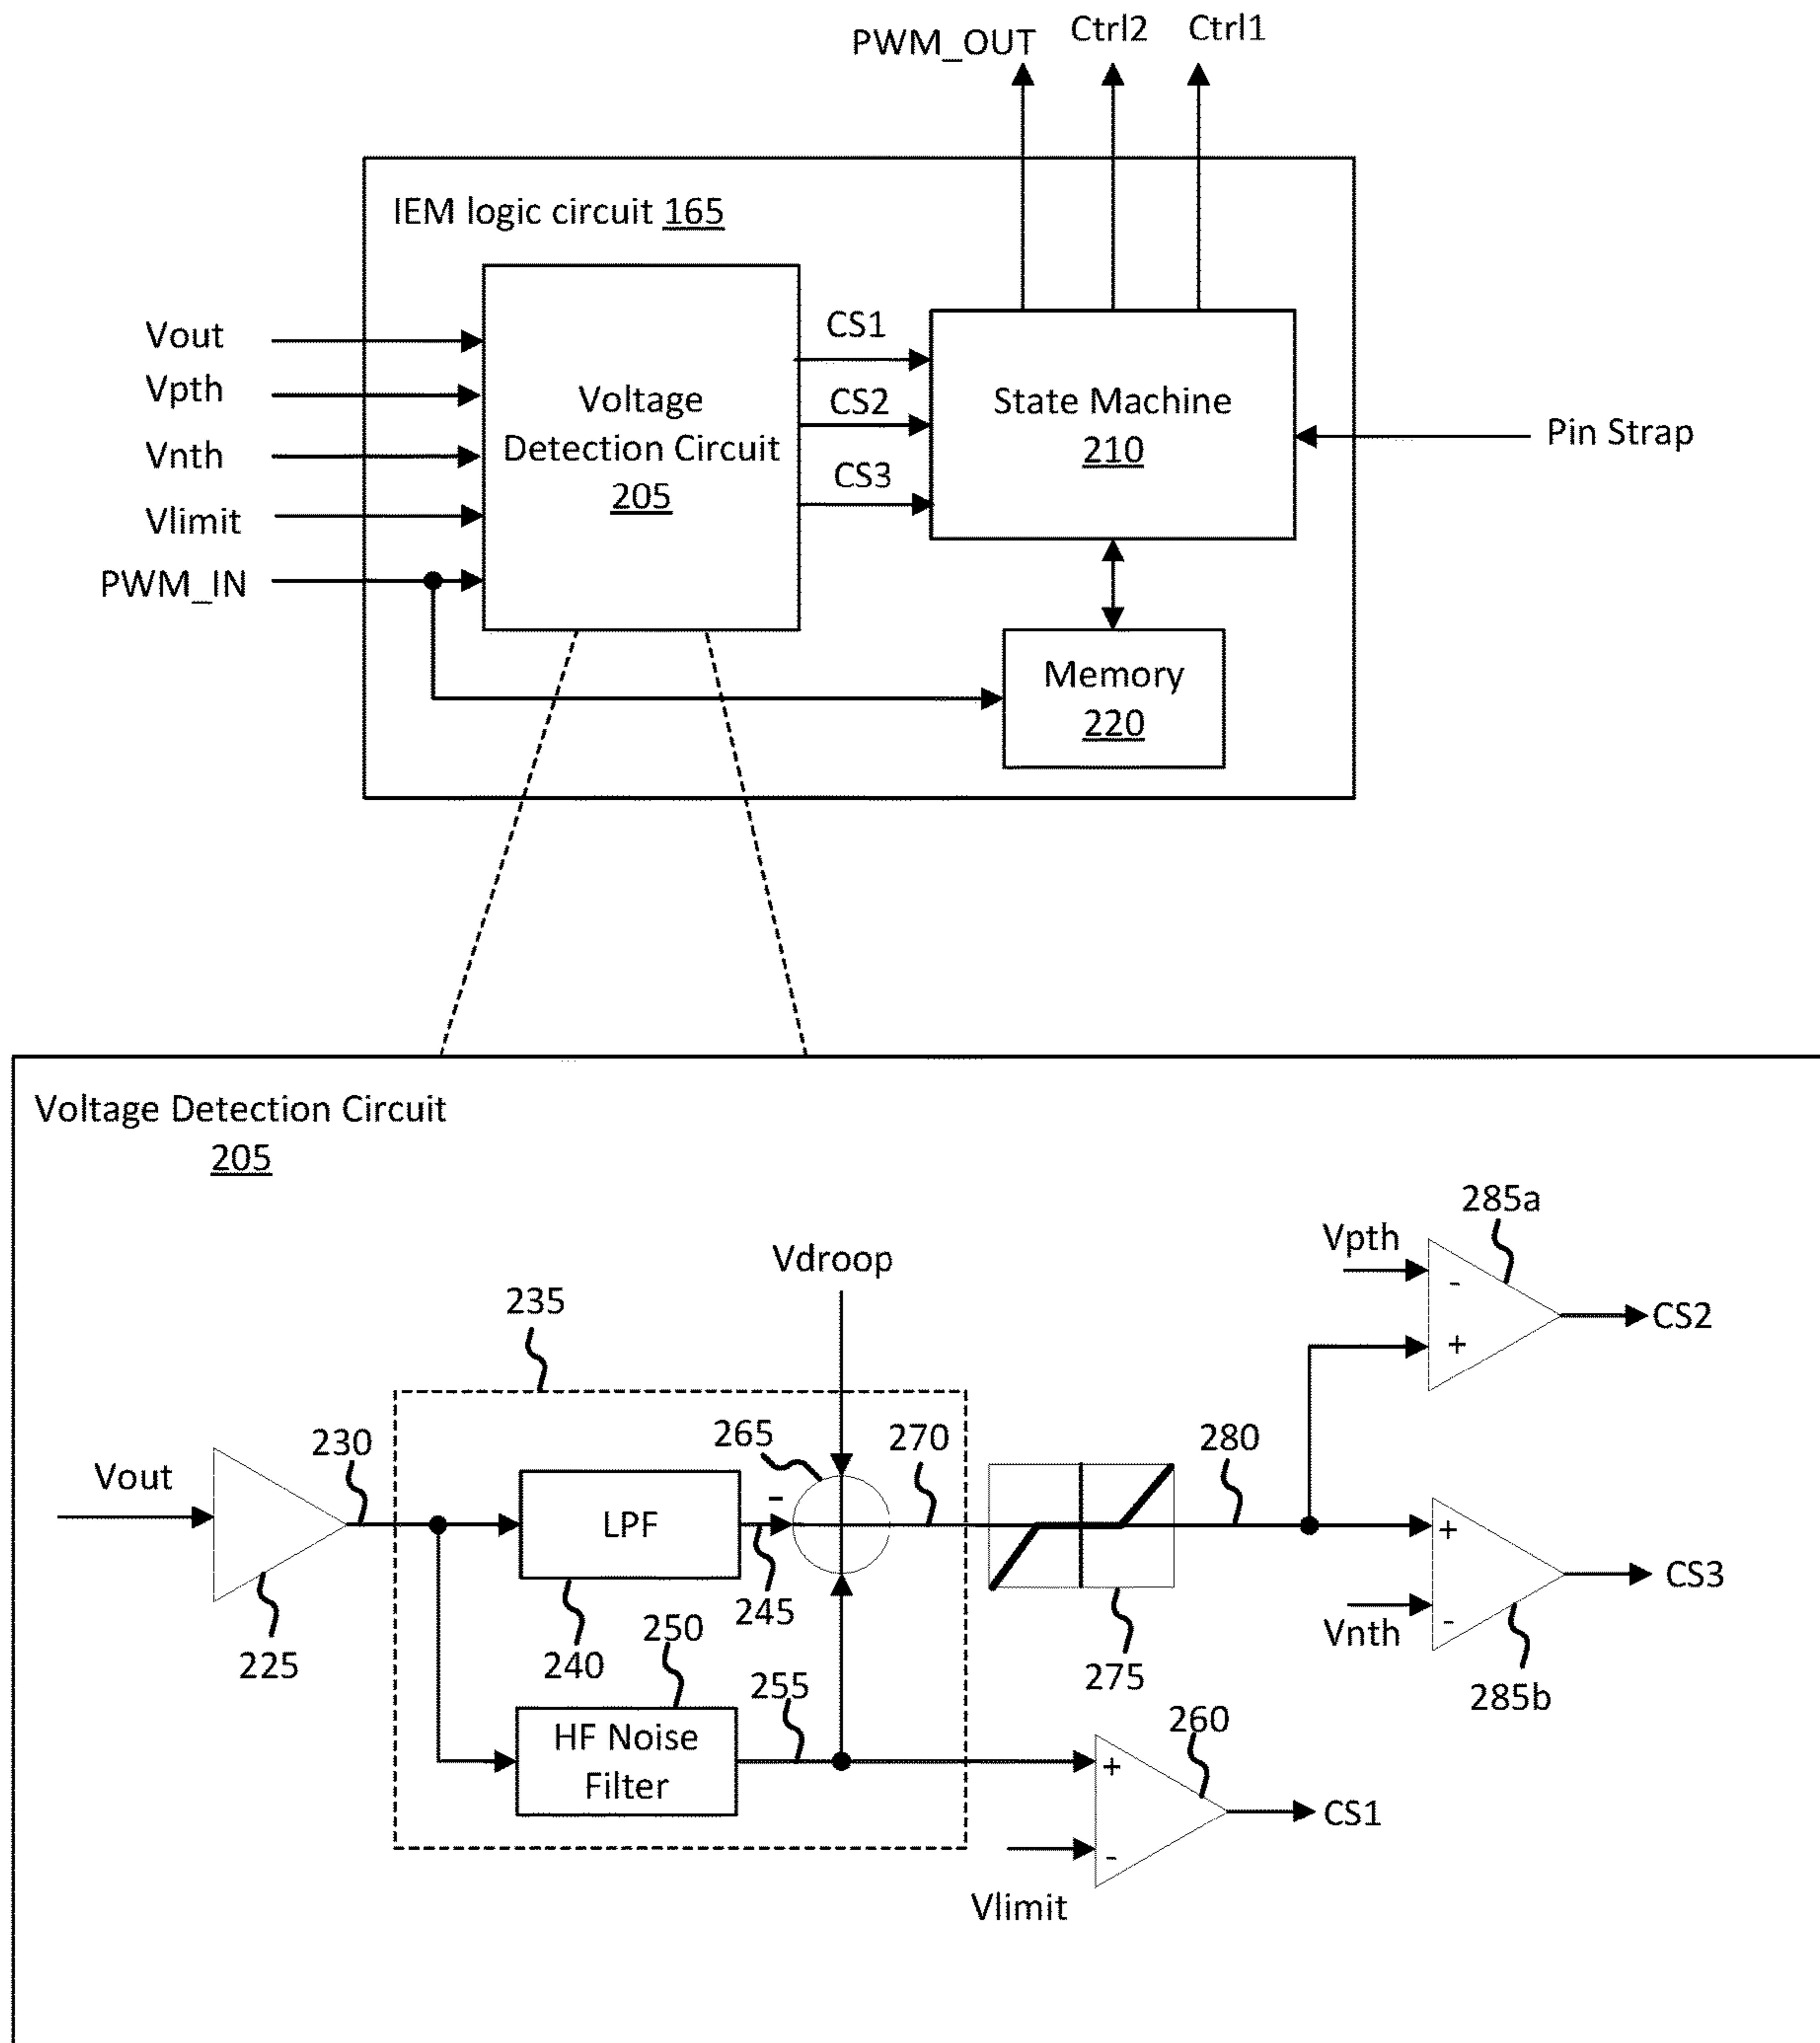 PWM_OUT
Ctrl2
Ctrl1
IEM logic circuit 165
Vout
Vpth
Vnth
Vlimit
PWM_IN
Voltage
Detection Circuit
205
CS1
CS2
CS3
State Machine
210
Pin Strap
Memory
220
Voltage Detection Circuit
205
285a
Vpth
-
+
CS2
Vdroop
235
265
270
280
230
Vout
-
LPF
245
225
240
250
255
275
+
-
Vnth
CS3
285b
HF Noise
Filter
260
+
-
CS1
Vlimit